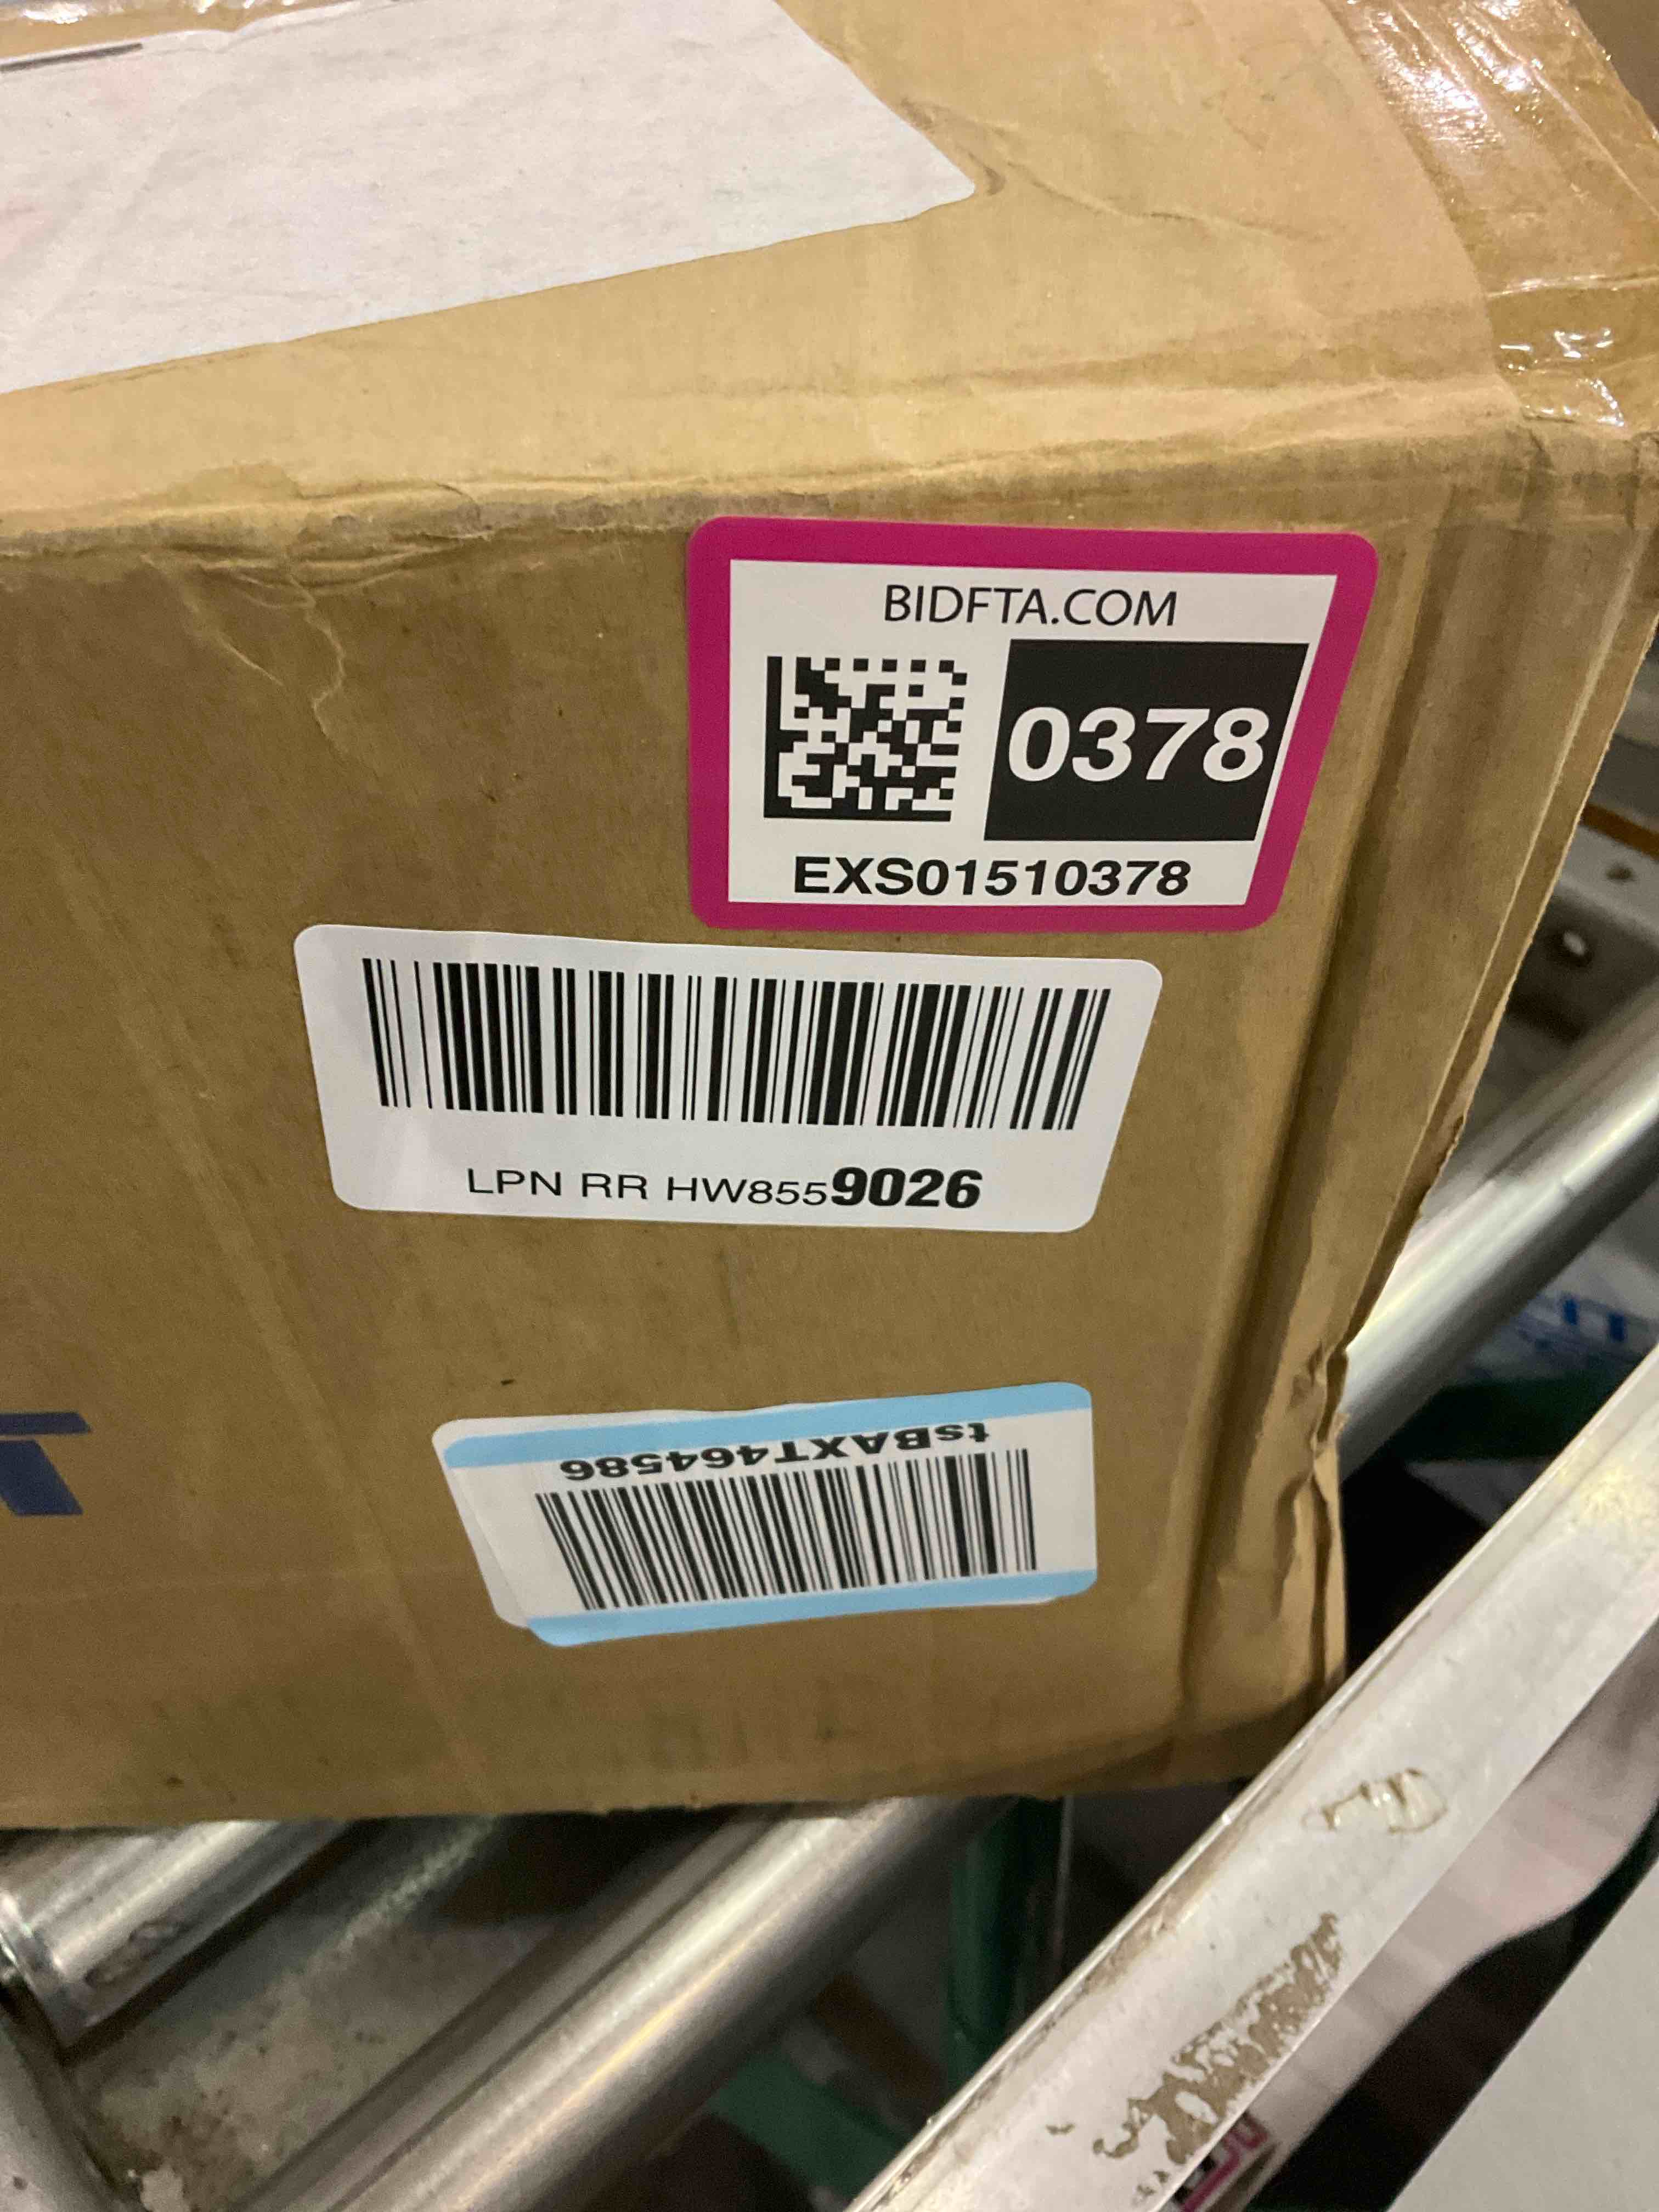 BIDFTA.COM
0378
EXS01510378
LPN RR HW8559026
tsBAXT464586